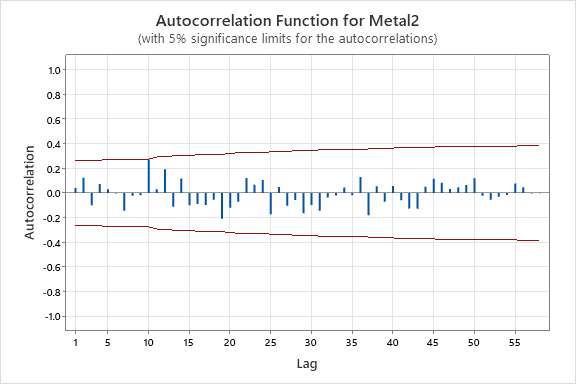 Autocorrelation Function for Metal2
(with 5% significance limits for the autocorrelations)
Autocorrelation
1.0
0.8
0.6
0.4
0.2
0.0
-0.2
-0.4
-0.6
-0.8
-1.0
1 5 10 15 20 25 30 35 40 45 50 55
Lag